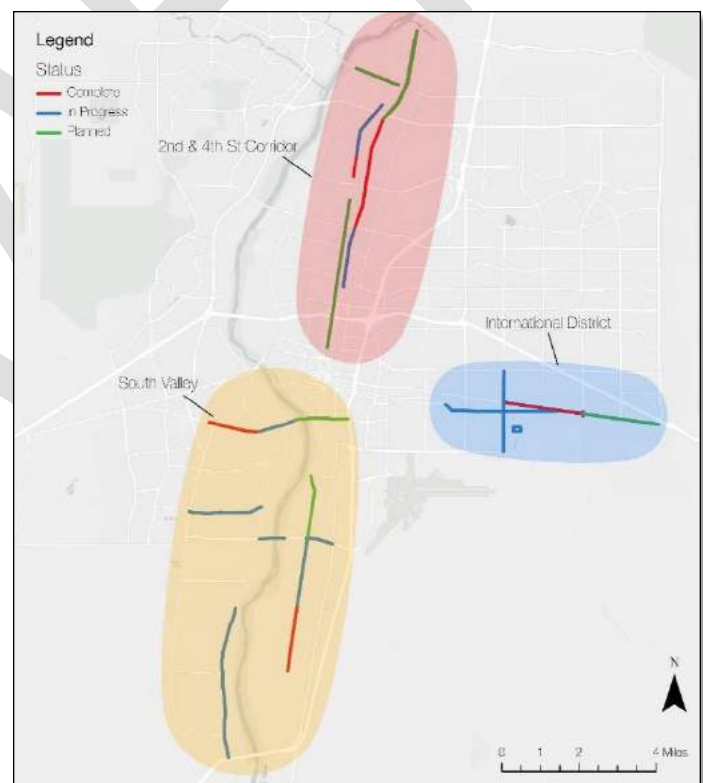 Legend
Status
Complete
In Progress
Planned
2nd & 4th St Corridor
International District
South Valley
N
0 1 2 4 Miles